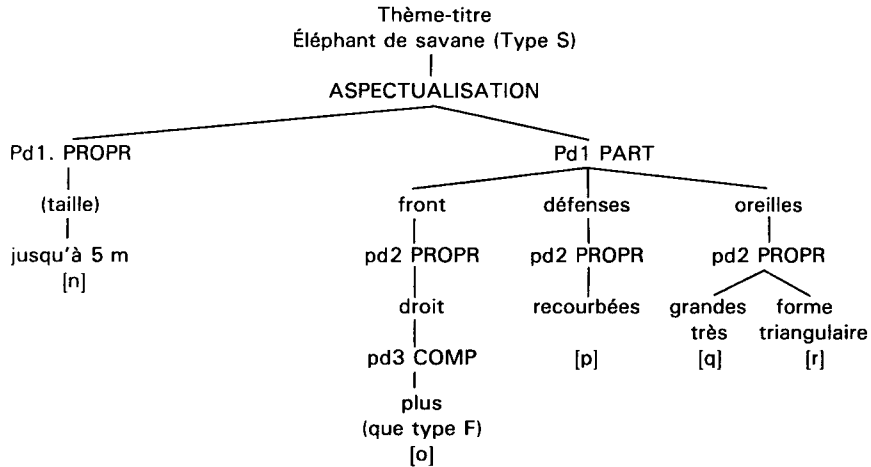 Thème-titre
Éléphant de savane (Type S)
ASPECTUALISATION
Pd1. PROPR
Pd1 PART
(taille)
front
défenses
oreilles
jusqu'à 5 m
pd2 PROPR
pd2 PROPR
pd2 PROPR
[n]
droit
recourbées
grandes
forme
très
triangulaire
pd3 COMP
[p]
[q]
[r]
plus
(que type F)
[o]